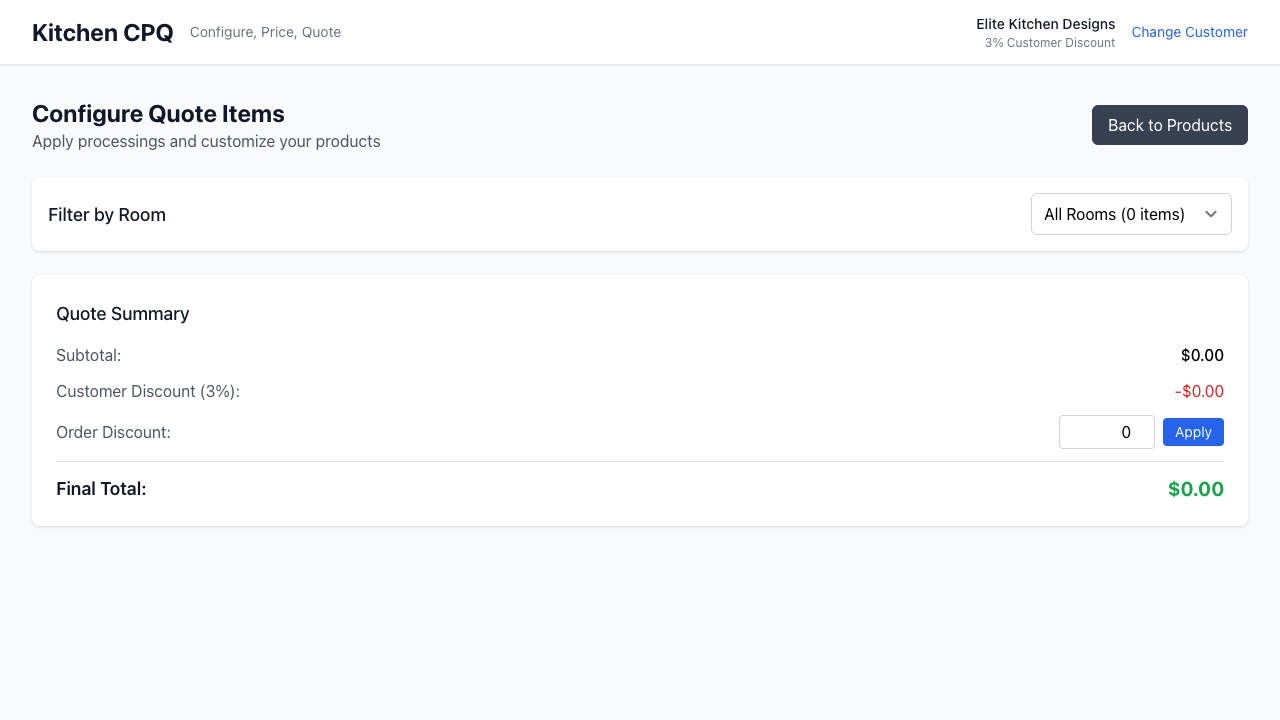 Kitchen CPQ
Configure, Price, Quote
Elite Kitchen Designs
3% Customer Discount
Change Customer
Configure Quote Items
Apply processings and customize your products
Back to Products
Filter by Room
All Rooms (0 items)
Quote Summary
Subtotal: $0.00
Customer Discount (3%): -$0.00
Order Discount: 0 Apply
Final Total: $0.00